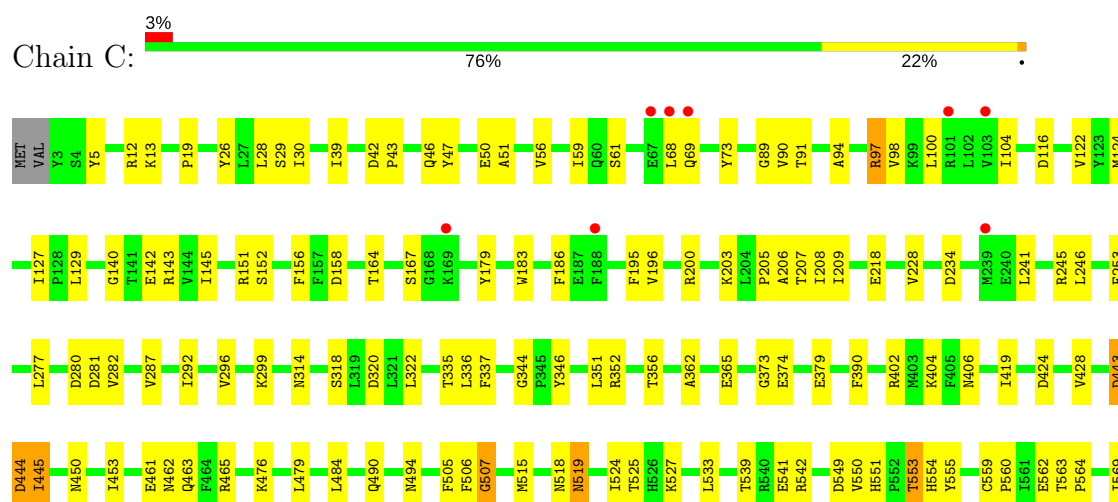 3%
Chain C:
76% 22% •
MET VAL Y3 S4 Y5 R12 K13 P19 Y26 L27 L28 S29 I30 I39 D42 P43 Q46 Y47 E50 A51 V56 I59 Q60 S61 E67 L68 Q69 Y73 G89 V90 T91 A94 R97 V98 K99 L100 R101 L102 V103 I104 D116 V122 Y123 M124
I127 P128 L129 G140 T141 E142 R143 V144 I145 R151 S152 F156 F157 D158 T164 S167 G168 K169 Y179 W183 F186 E187 F188 F195 V196 R200 K203 L204 P205 A206 T207 I208 I209 E218 V228 D234 M239 E240 L241 R245 L246 E253
L277 D280 D281 V282 V287 I292 V296 K299 N314 S318 L319 D320 L321 L322 T335 L336 F337 G344 P345 Y346 L351 R352 T356 A362 E365 G373 E374 E379 F390 R402 M403 K404 F405 N406 I419 D424 V428 D443
D444 I445 N450 I453 E461 N462 Q463 F464 R465 K476 L479 L484 Q490 N494 F505 F506 G507 M515 N518 N519 I524 T525 H526 K527 L533 T539 R540 E541 R542 D549 V550 H551 P552 T553 H554 Y555 C559 P560 I561 E562 T563 P564